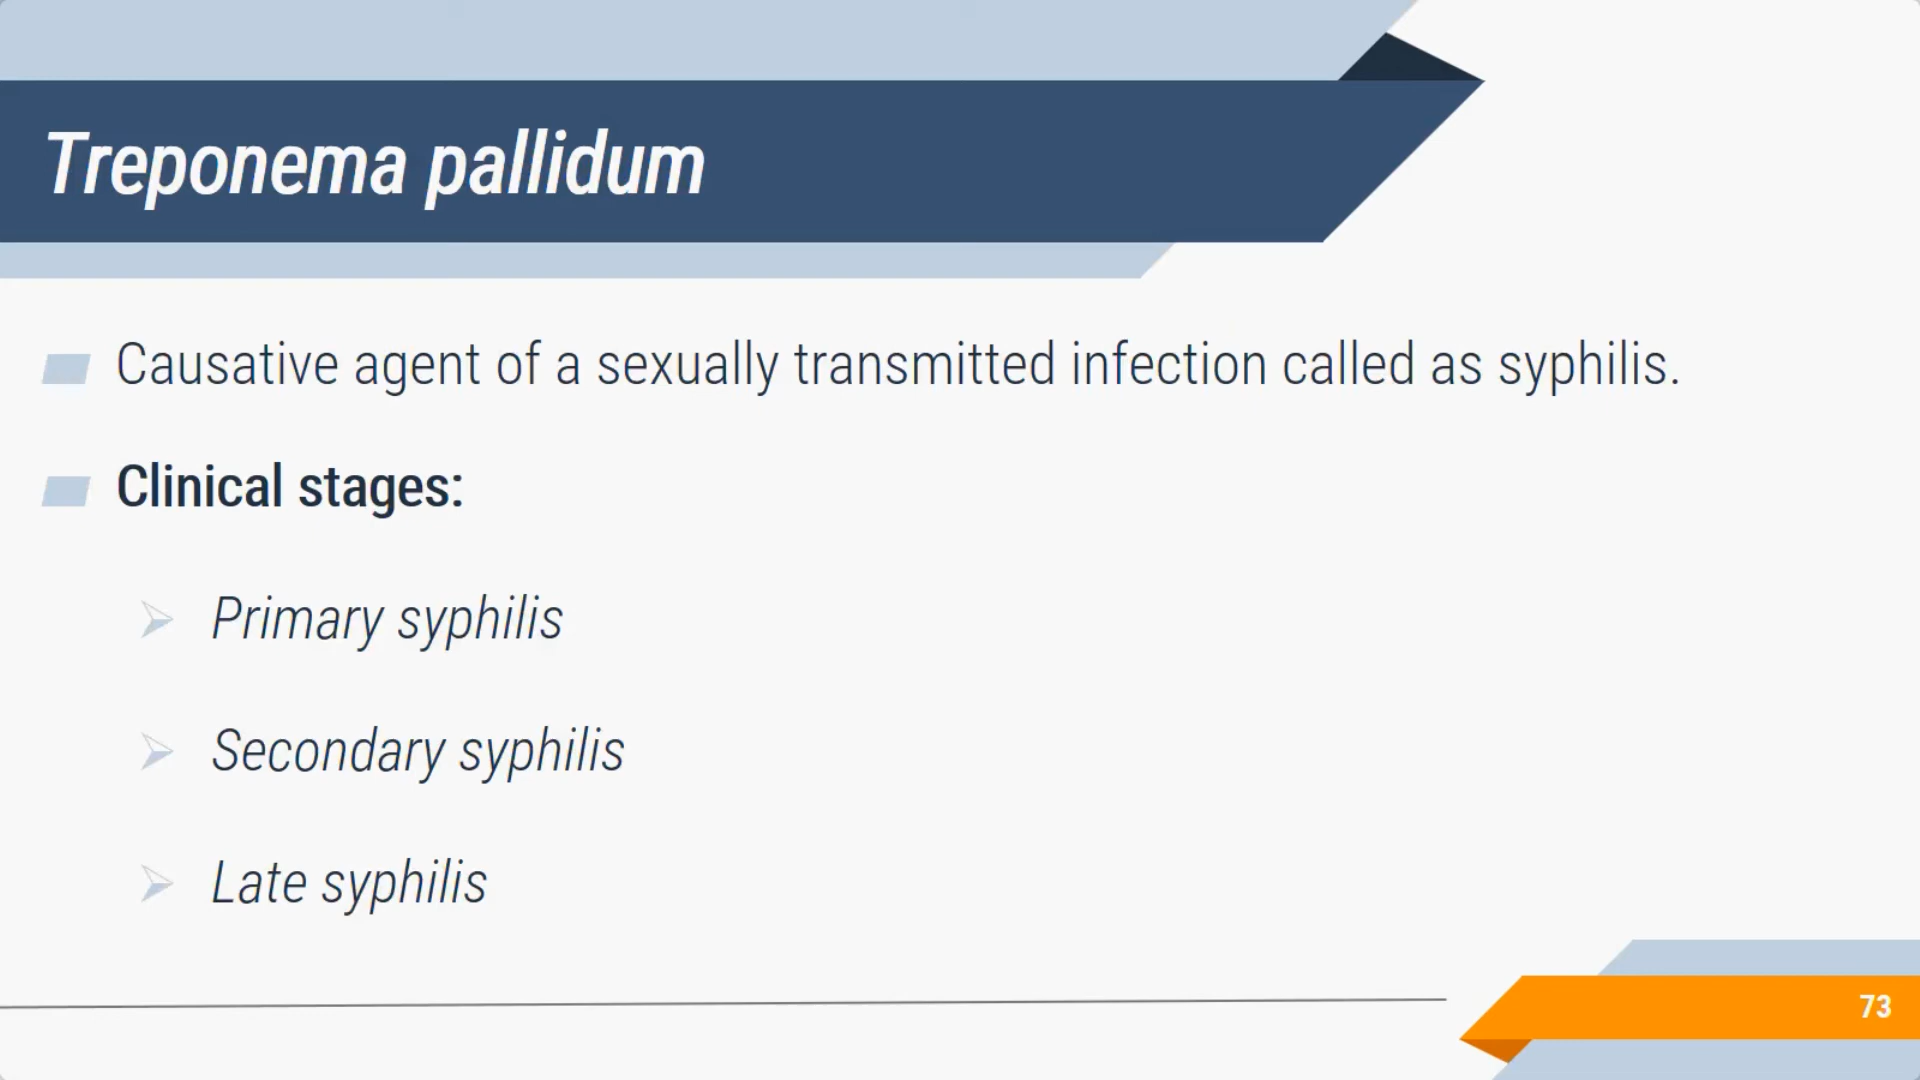 Treponema pallidum
Causative agent of a sexually transmitted infection called as syphilis.
Clinical stages:
Primary syphilis
Secondary syphilis
Late syphilis
73